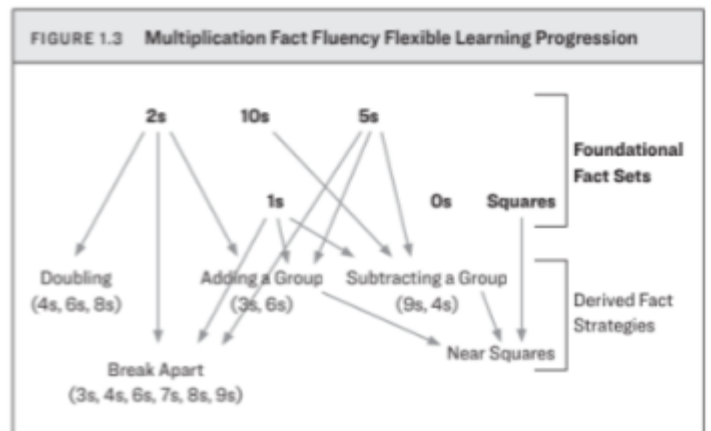 FIGURE 1.3 Multiplication Fact Fluency Flexible Learning Progression
2s 10s 5s
Foundational
Fact Sets
1s 0s Squares
Doubling
(4s, 6s, 8s)
Adding a Group
(3s, 6s)
Subtracting a Group
(9s, 4s)
Derived Fact
Strategies
Near Squares
Break Apart
(3s, 4s, 6s, 7s, 8s, 9s)